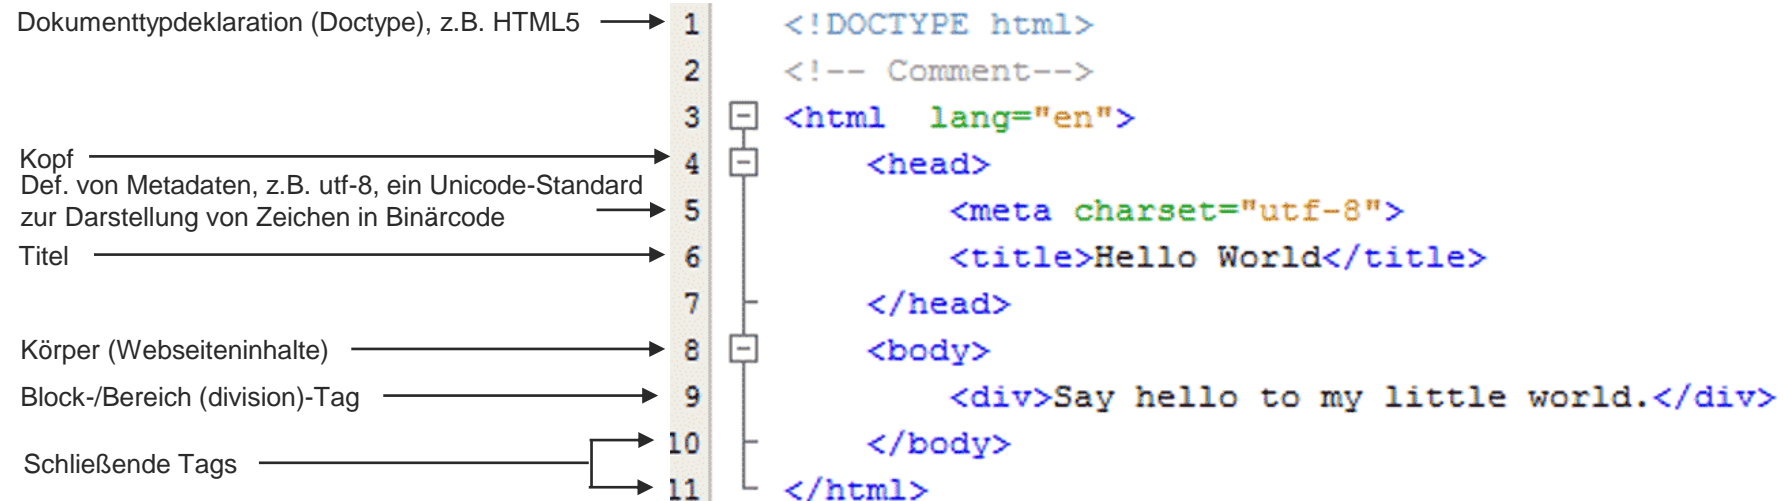 Dokumenttypdeklaration (Doctype), z.B. HTML5 1 <!DOCTYPE html>
2 <!-- Comment-->
3 <html  lang="en">
Kopf 4 <head>
Def. von Metadaten, z.B. utf-8, ein Unicode-Standard
zur Darstellung von Zeichen in Binärcode 5 <meta charset="utf-8">
Titel 6 <title>Hello World</title>
7 </head>
Körper (Webseiteninhalte) 8 <body>
Block-/Bereich (division)-Tag 9 <div>Say hello to my little world.</div>
10 </body>
Schließende Tags
11 </html>